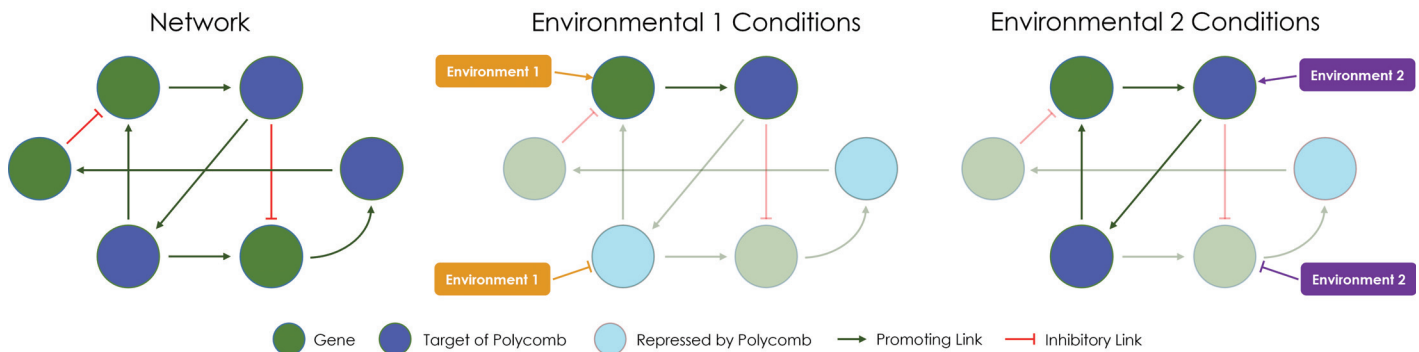 Network
Environmental 1 Conditions
Environmental 2 Conditions
Environment 1
Environment 2
Environment 1
Environment 2
Gene
Target of Polycomb
Repressed by Polycomb
Promoting Link
Inhibitory Link